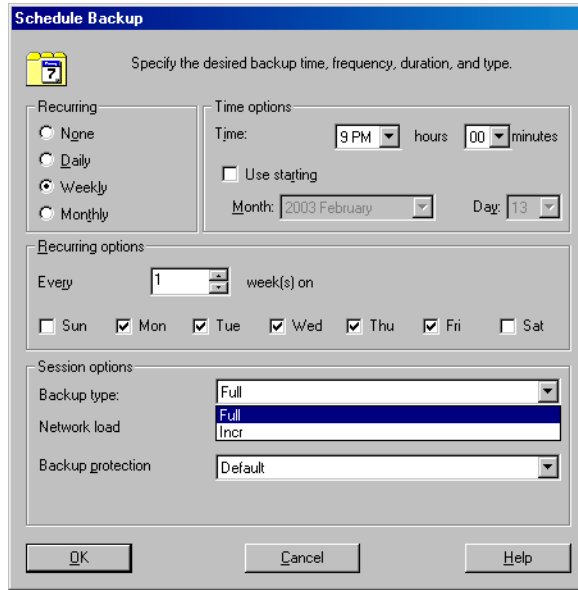 Schedule Backup
7
Specify the desired backup time, frequency, duration, and type.
Recurring
None
Daily
Weekly
Monthly
Time options
Time: 9 PM hours 00 minutes
Use starting
Month: 2003 February Day: 13
Recurring options
Every 1 week(s) on
Sun Mon Tue Wed Thu Fri Sat
Session options
Backup type: Full
Full
Network load
Incr
Backup protection Default
OK Cancel Help